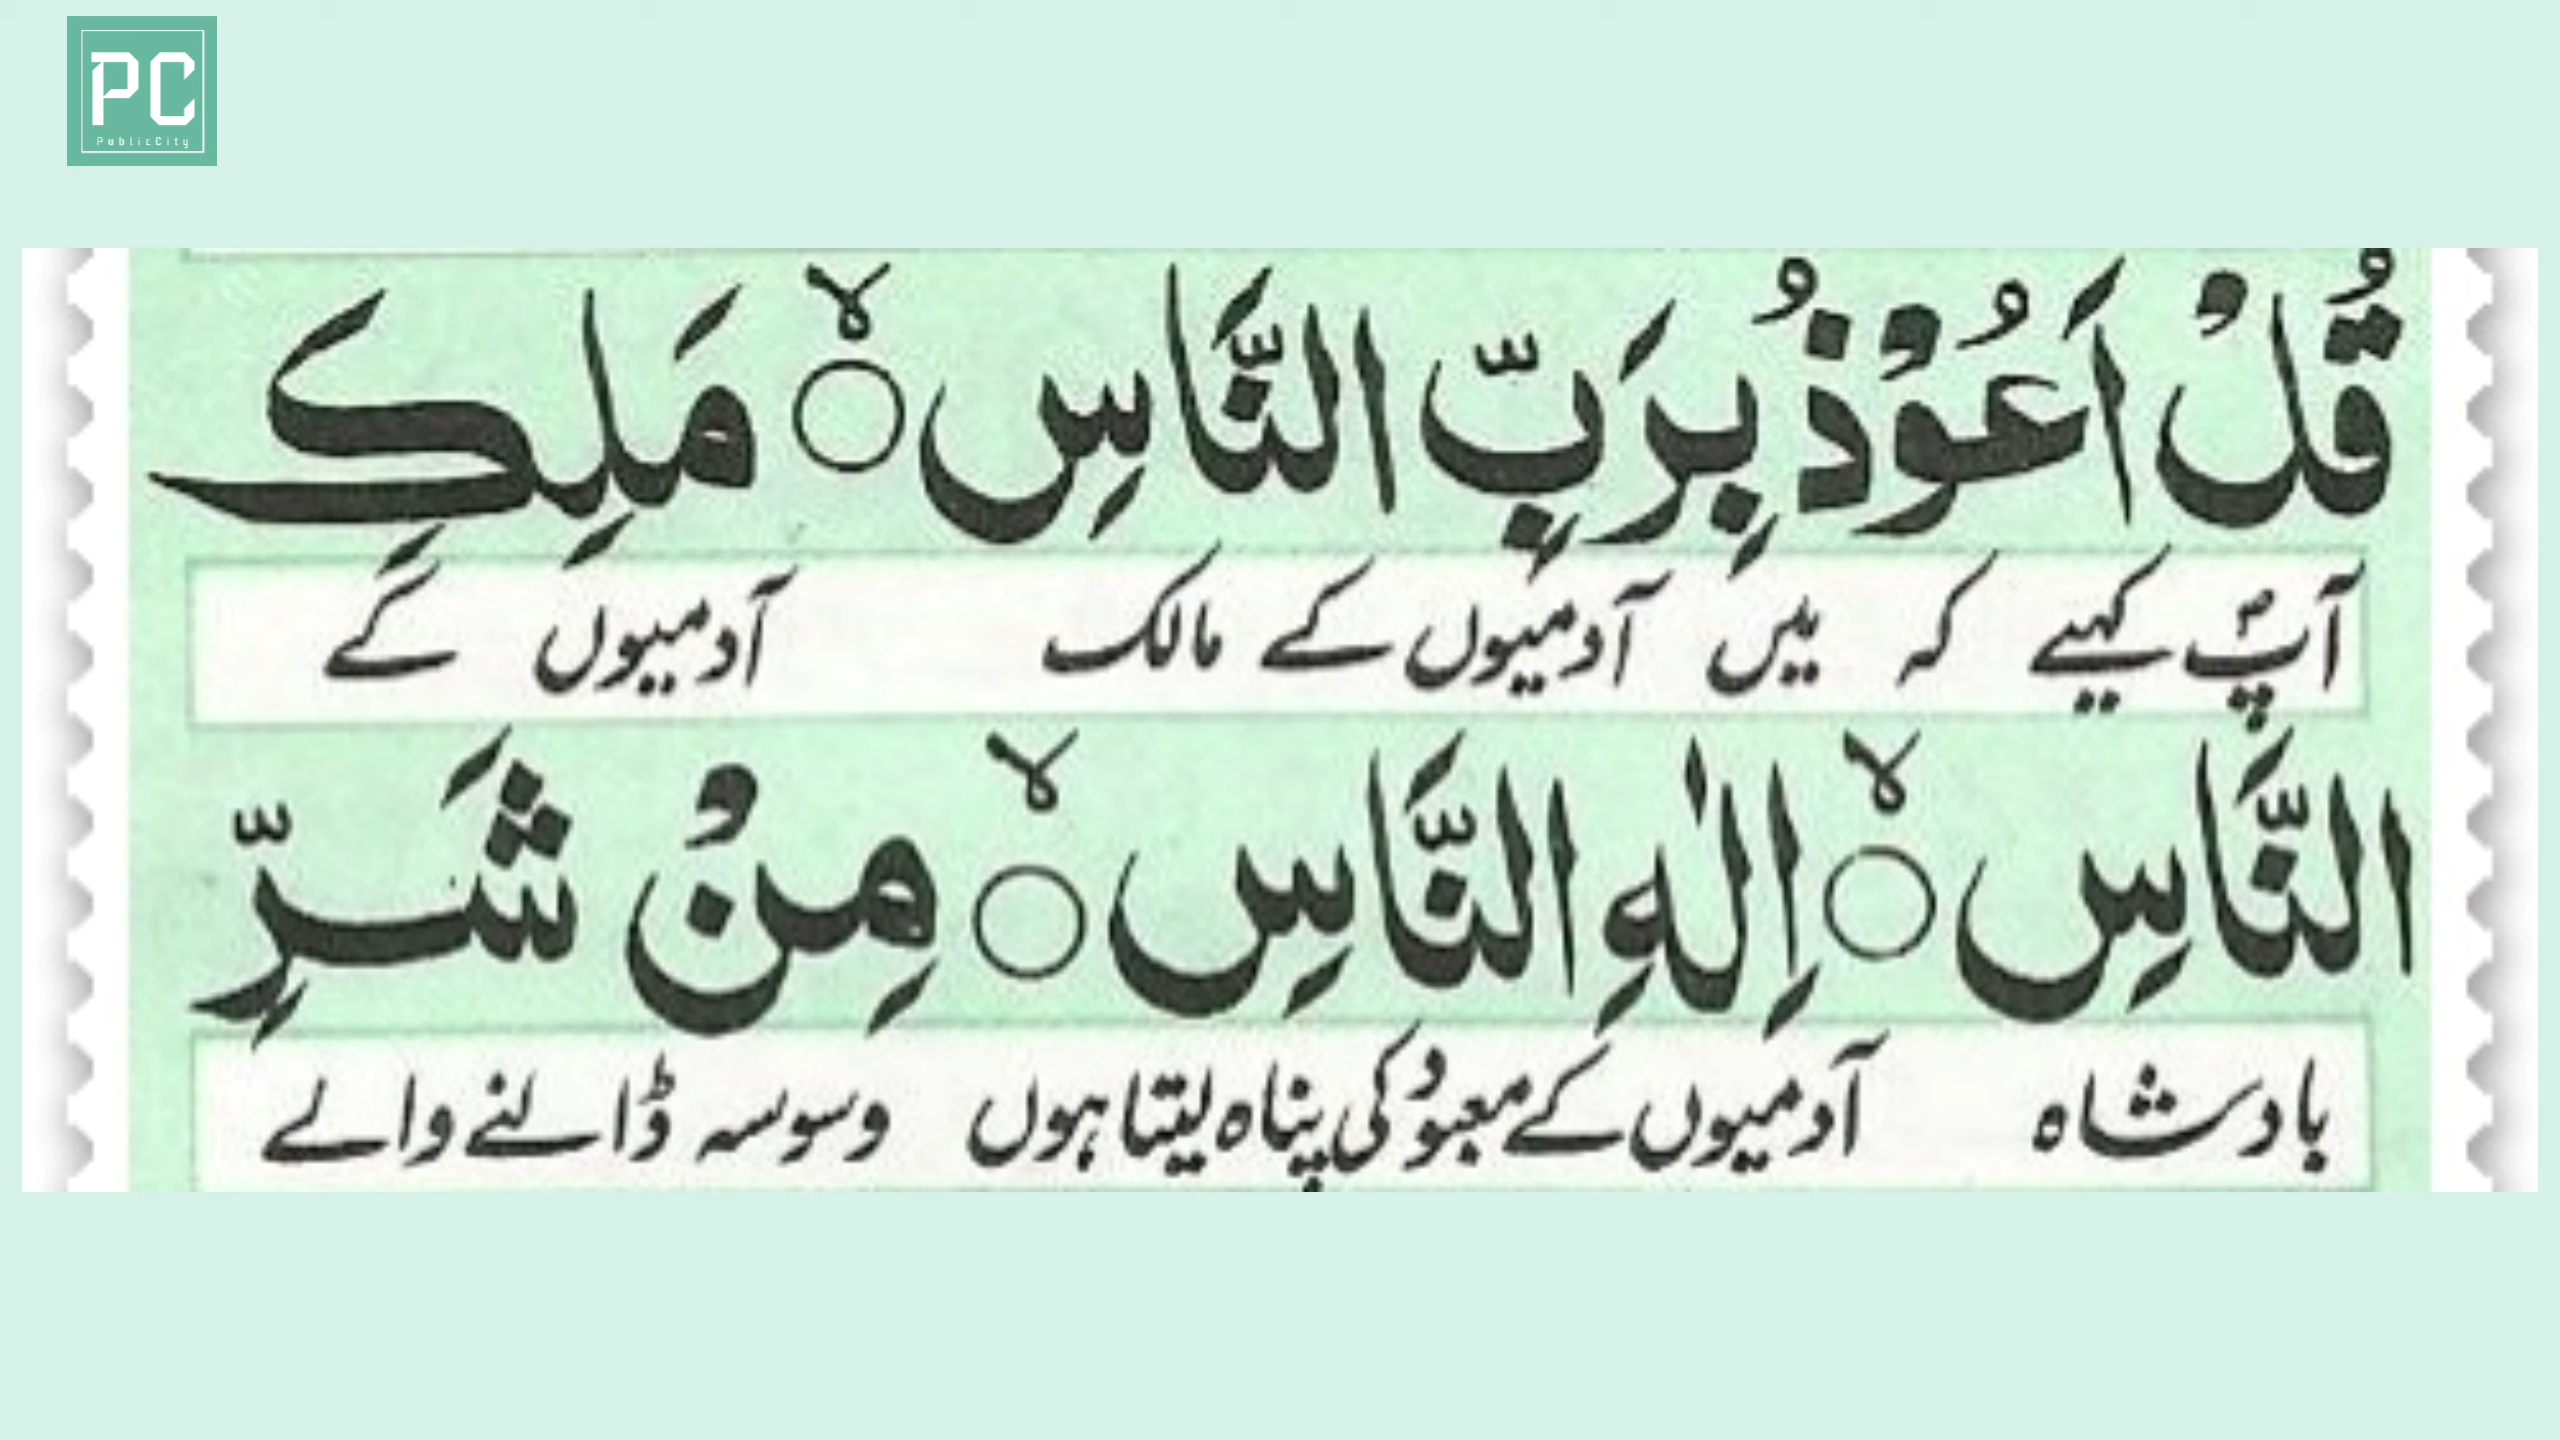 PC
PublicCity
قُلْ اَعُوْذُ بِرَبِّ النَّاسِ ۙ○ مَلِكِ
آپؐ کہیے کہ میں آدمیوں کے مالک آدمیوں کے
النَّاسِ ۙ○ اِلٰهِ النَّاسِ ۙ○ مِنْ شَرِّ
بادشاہ آدمیوں کے معبود کی پناہ لیتا ہوں وسوسہ ڈالنے والے